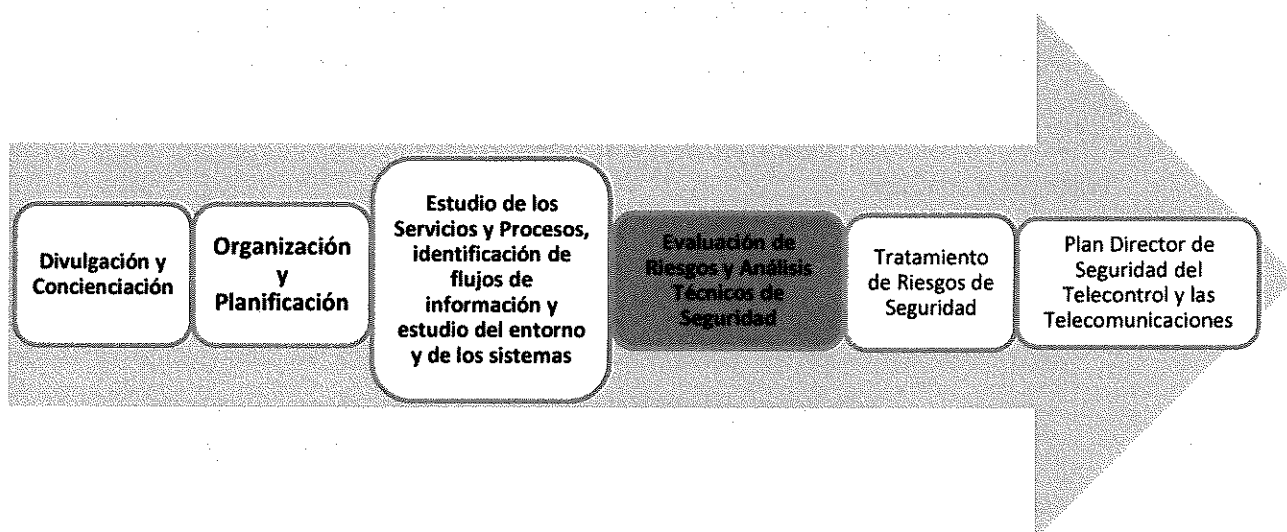 Divulgación y
Concienciación
Organización
y
Planificación
Estudio de los
Servicios y Procesos,
identificación de
flujos de
información y
estudio del entorno
y de los sistemas
Evaluación de
Riesgos y Análisis
Técnicos de
Seguridad
Tratamiento
de Riesgos de
Seguridad
Plan Director de
Seguridad del
Telecontrol y las
Telecomunicaciones